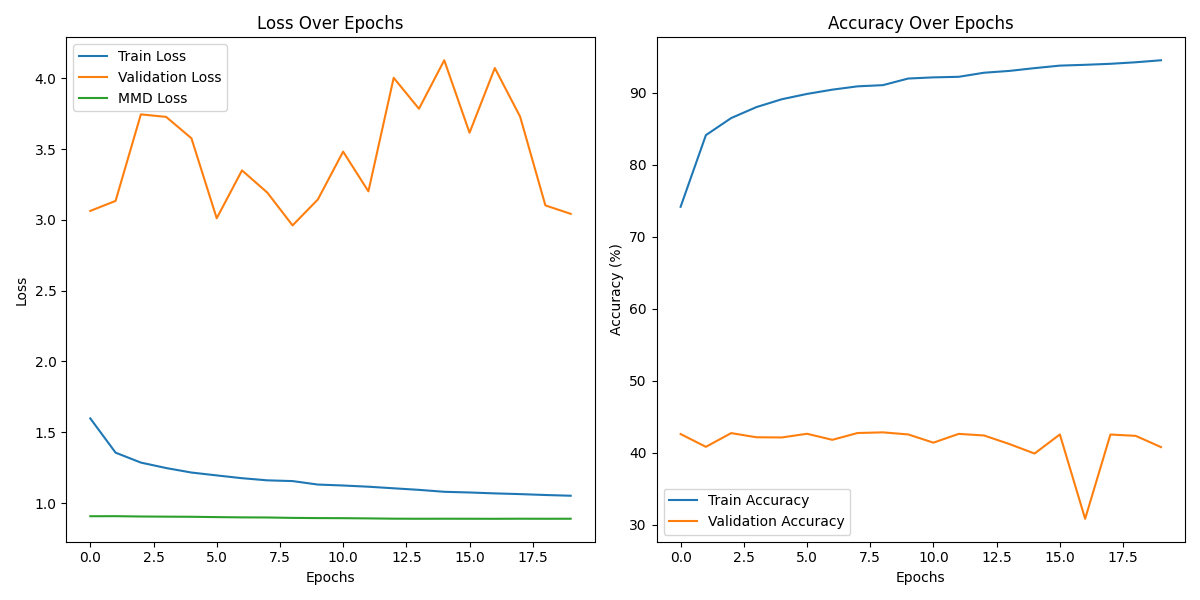 Loss Over Epochs
Train Loss
Validation Loss
MMD Loss
4.0
3.5
3.0
2.5
2.0
1.5
1.0
Loss
0.0 2.5 5.0 7.5 10.0 12.5 15.0 17.5
Epochs
Accuracy Over Epochs
90
80
70
60
50
40
30
Accuracy (%)
Train Accuracy
Validation Accuracy
0.0 2.5 5.0 7.5 10.0 12.5 15.0 17.5
Epochs